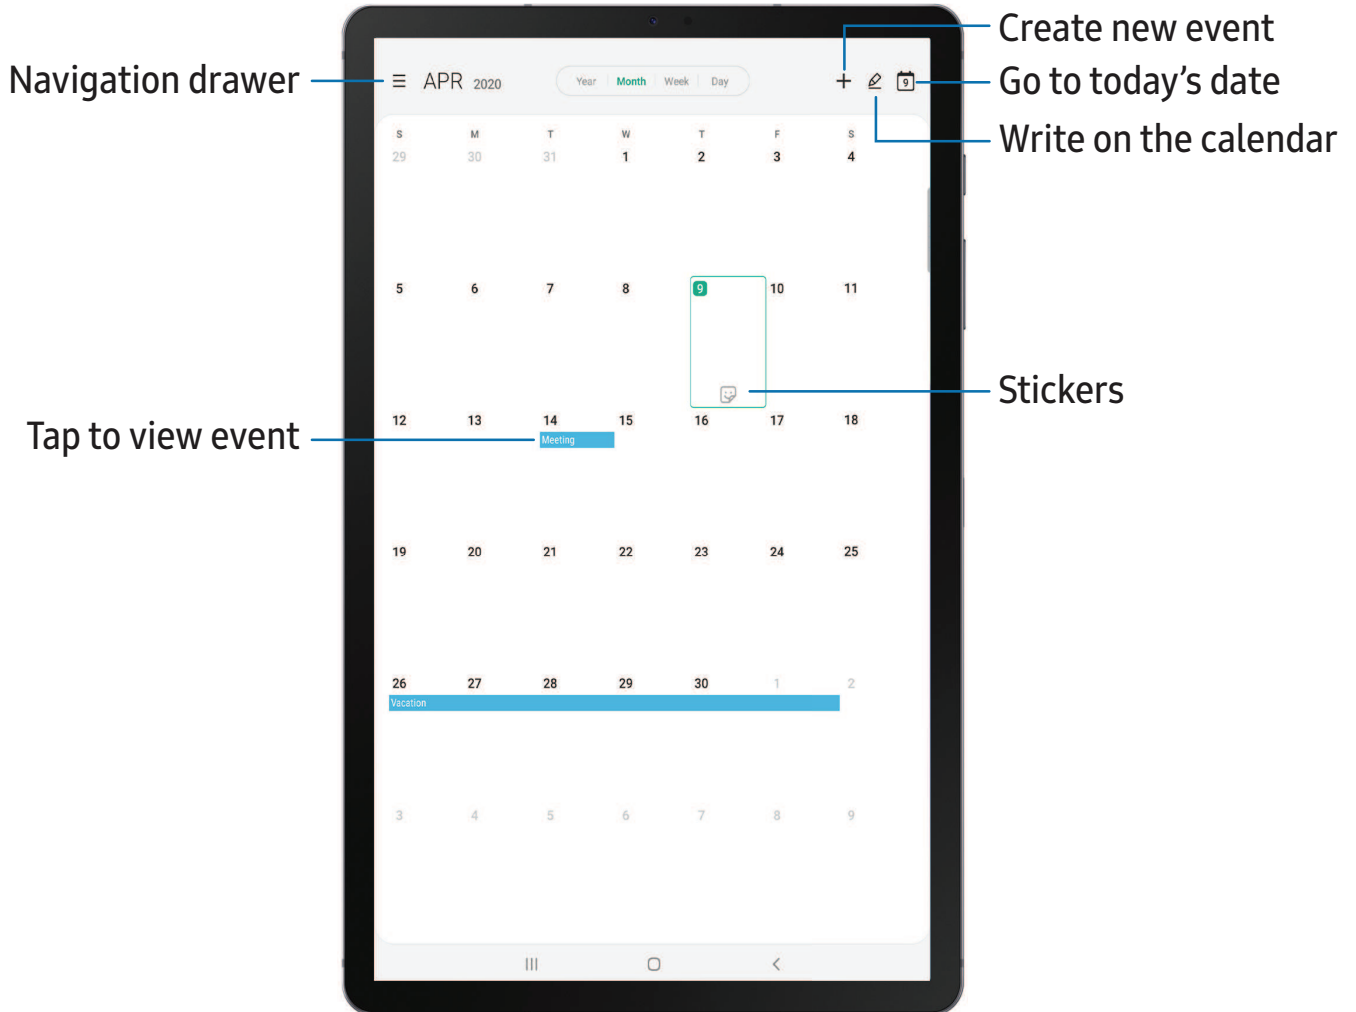 Create new event
Navigation drawer
APR 2020
Year Month Week Day
9
Go to today's date
Write on the calendar
S M T W T F S
29 30 31 1 2 3 4
5 6 7 8 9 10 11
Stickers
12 13 14 15 16 17 18
Tap to view event
Meeting
19 20 21 22 23 24 25
26 27 28 29 30 1 2
Vacation
3 4 5 6 7 8 9